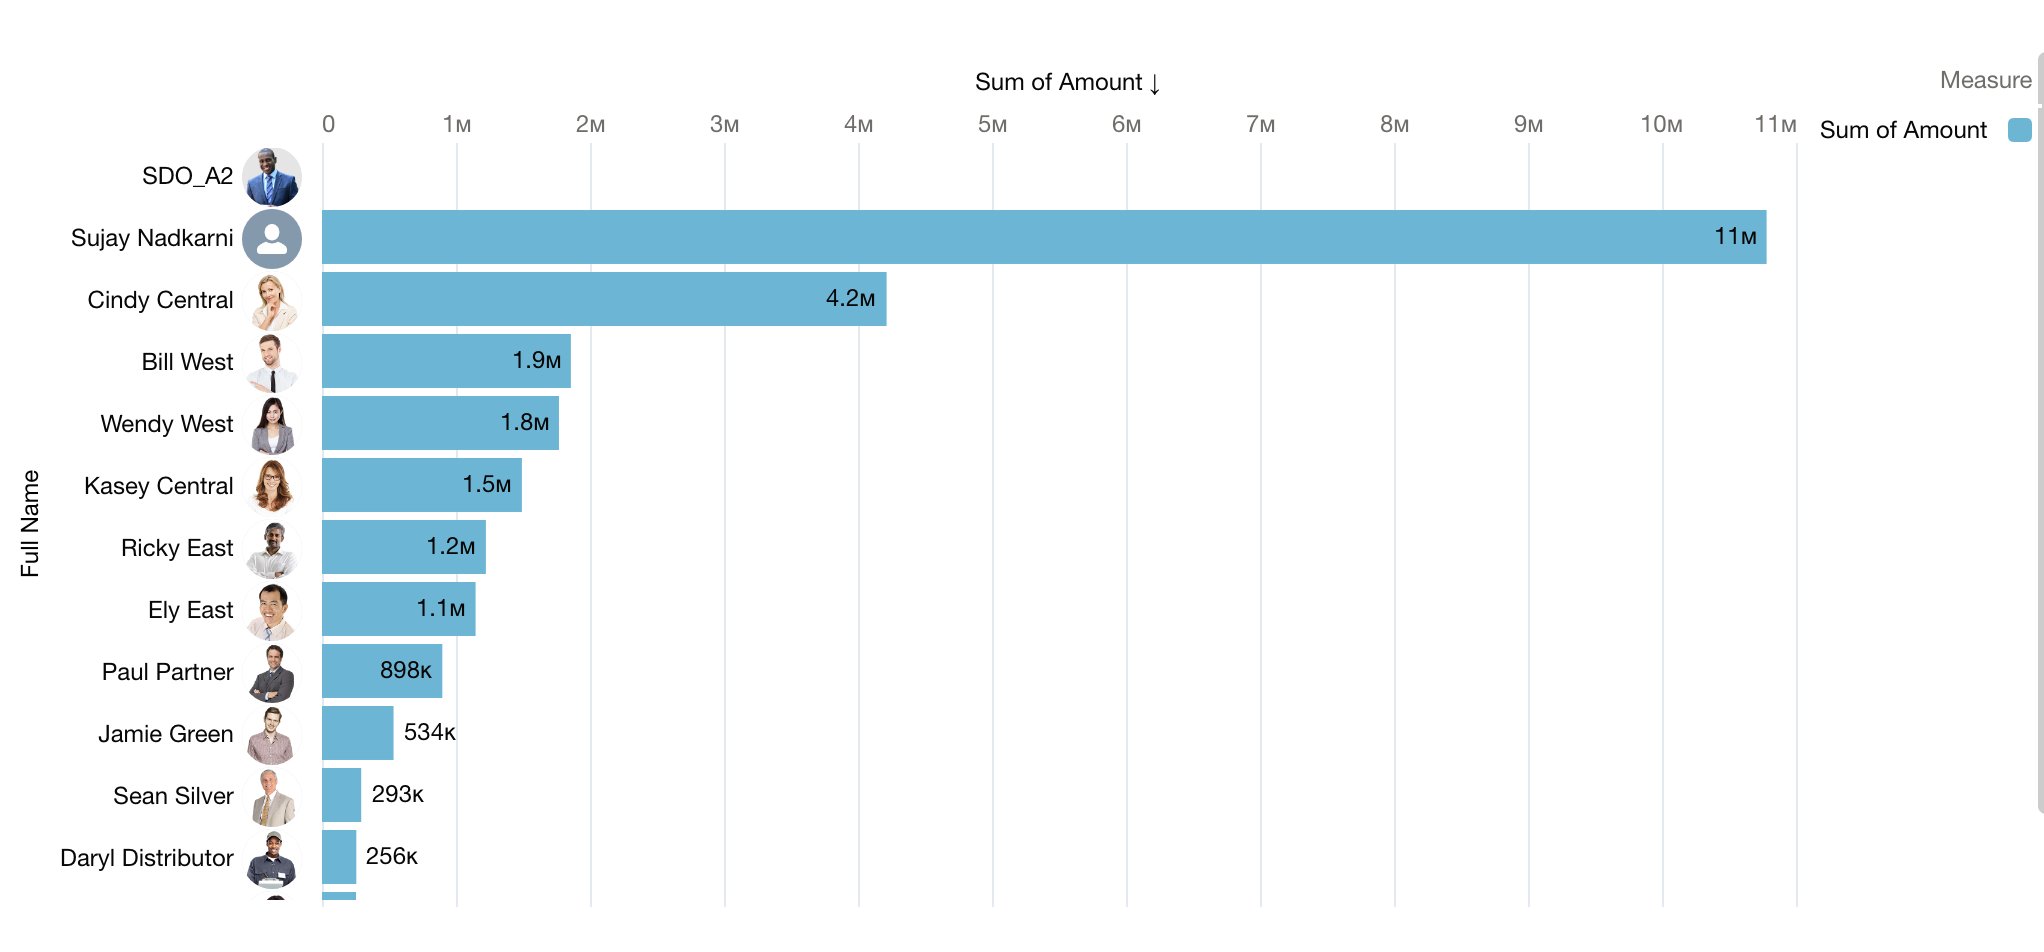 Sum of Amount ↓
Measure
0 1M 2M 3M 4M 5M 6M 7M 8M 9M 10M 11M
Sum of Amount
Full Name
SDO_A2
Sujay Nadkarni 11M
Cindy Central 4.2M
Bill West 1.9M
Wendy West 1.8M
Kasey Central 1.5M
Ricky East 1.2M
Ely East 1.1M
Paul Partner 898K
Jamie Green 534K
Sean Silver 293K
Daryl Distributor 256K